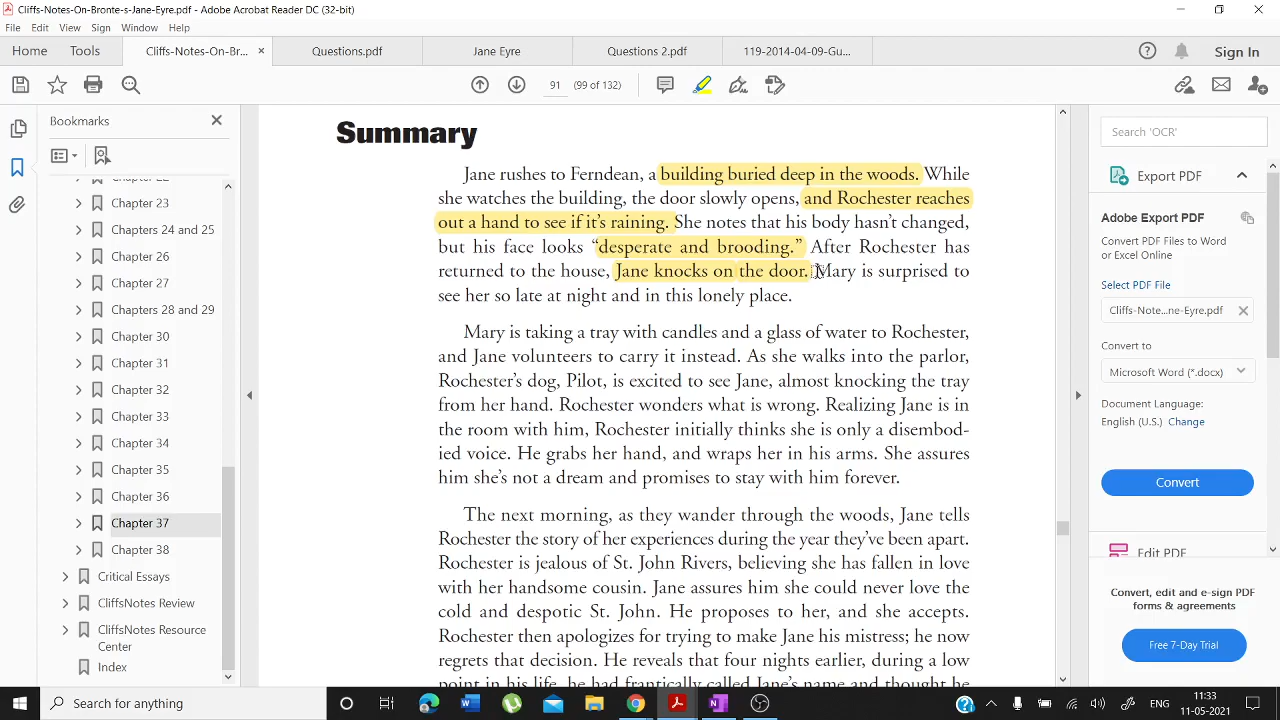 Cliffs-Notes-On-Bronte-s-Jane-Eyre.pdf - Adobe Acrobat Reader DC (32-bit)
File Edit View Sign Window Help
Home Tools Cliffs-Notes-On-Br... Questions.pdf Jane Eyre Questions 2.pdf 119-2014-04-09-Gu... Sign In
91 (99 of 132)
Bookmarks
Chapter 22
Chapter 23
Chapters 24 and 25
Chapter 26
Chapter 27
Chapters 28 and 29
Chapter 30
Chapter 31
Chapter 32
Chapter 33
Chapter 34
Chapter 35
Chapter 36
Chapter 37
Chapter 38
Critical Essays
CliffsNotes Review
CliffsNotes Resource
Center
Index
Summary
Jane rushes to Ferndean, a building buried deep in the woods. While
she watches the building, the door slowly opens, and Rochester reaches
out a hand to see if it's raining. She notes that his body hasn't changed,
but his face looks “desperate and brooding.” After Rochester has
returned to the house, Jane knocks on the door. Mary is surprised to
see her so late at night and in this lonely place.
Mary is taking a tray with candles and a glass of water to Rochester,
and Jane volunteers to carry it instead. As she walks into the parlor,
Rochester's dog, Pilot, is excited to see Jane, almost knocking the tray
from her hand. Rochester wonders what is wrong. Realizing Jane is in
the room with him, Rochester initially thinks she is only a disembod-
ied voice. He grabs her hand, and wraps her in his arms. She assures
him she's not a dream and promises to stay with him forever.
The next morning, as they wander through the woods, Jane tells
Rochester the story of her experiences during the year they've been apart.
Rochester is jealous of St. John Rivers, believing she has fallen in love
with her handsome cousin. Jane assures him she could never love the
cold and despotic St. John. He proposes to her, and she accepts.
Rochester then apologizes for trying to make Jane his mistress; he now
regrets that decision. He reveals that four nights earlier, during a low
point in his life, he had frantically called Jane's name and thought he
Search 'OCR'
Export PDF
Adobe Export PDF
Convert PDF Files to Word
or Excel Online
Select PDF File
Cliffs-Note...ne-Eyre.pdf
Convert to
Microsoft Word (*.docx)
Document Language:
English (U.S.) Change
Convert
Edit PDF
Convert, edit and e-sign PDF
forms & agreements
Free 7-Day Trial
Type here to search
ENG
11:33
11-05-2021